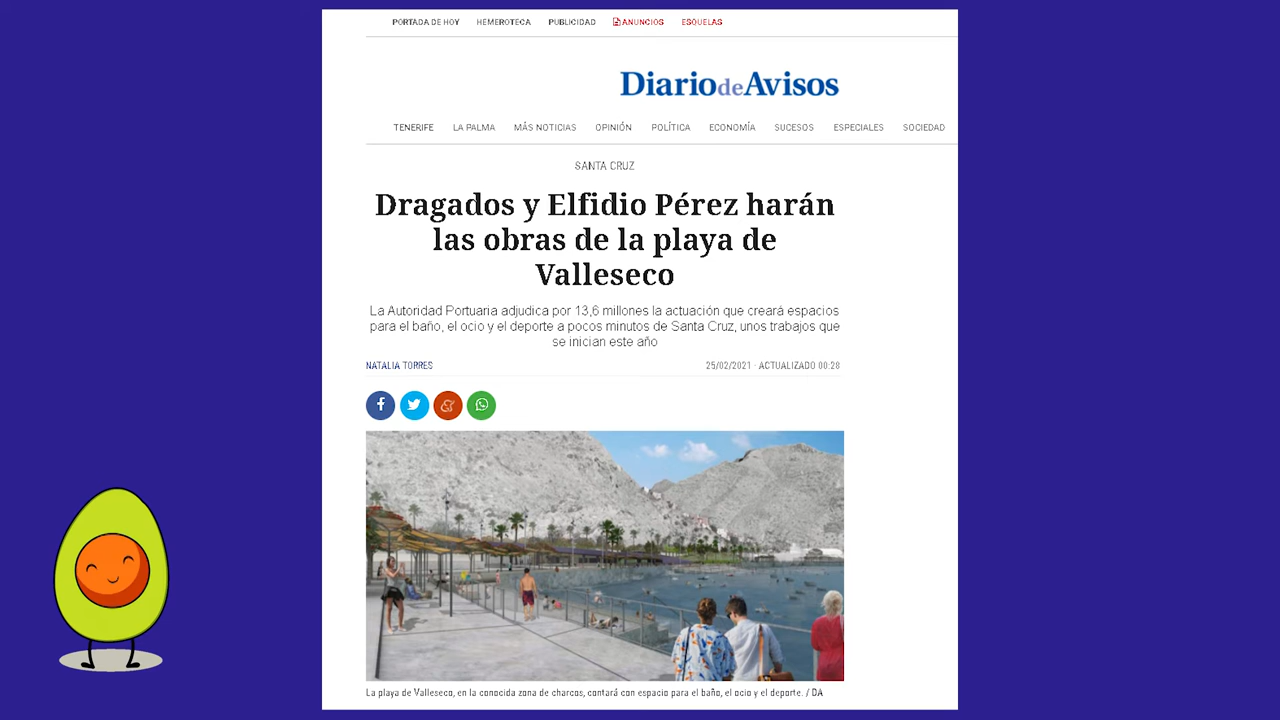 PORTADA DE HOY HEMEROTECA PUBLICIDAD ANUNCIOS ESQUELAS
Diario de Avisos
TENERIFE LA PALMA MÁS NOTICIAS OPINIÓN POLÍTICA ECONOMÍA SUCESOS ESPECIALES SOCIEDAD
SANTA CRUZ
Dragados y Elfidio Pérez harán
las obras de la playa de
Valleseco
La Autoridad Portuaria adjudica por 13,6 millones la actuación que creará espacios
para el baño, el ocio y el deporte a pocos minutos de Santa Cruz, unos trabajos que
se inician este año
NATALIA TORRES 25/02/2021 · ACTUALIZADO 00:28
La playa de Valleseco, en la conocida zona de charcos, contará con espacio para el baño, el ocio y el deporte. / DA